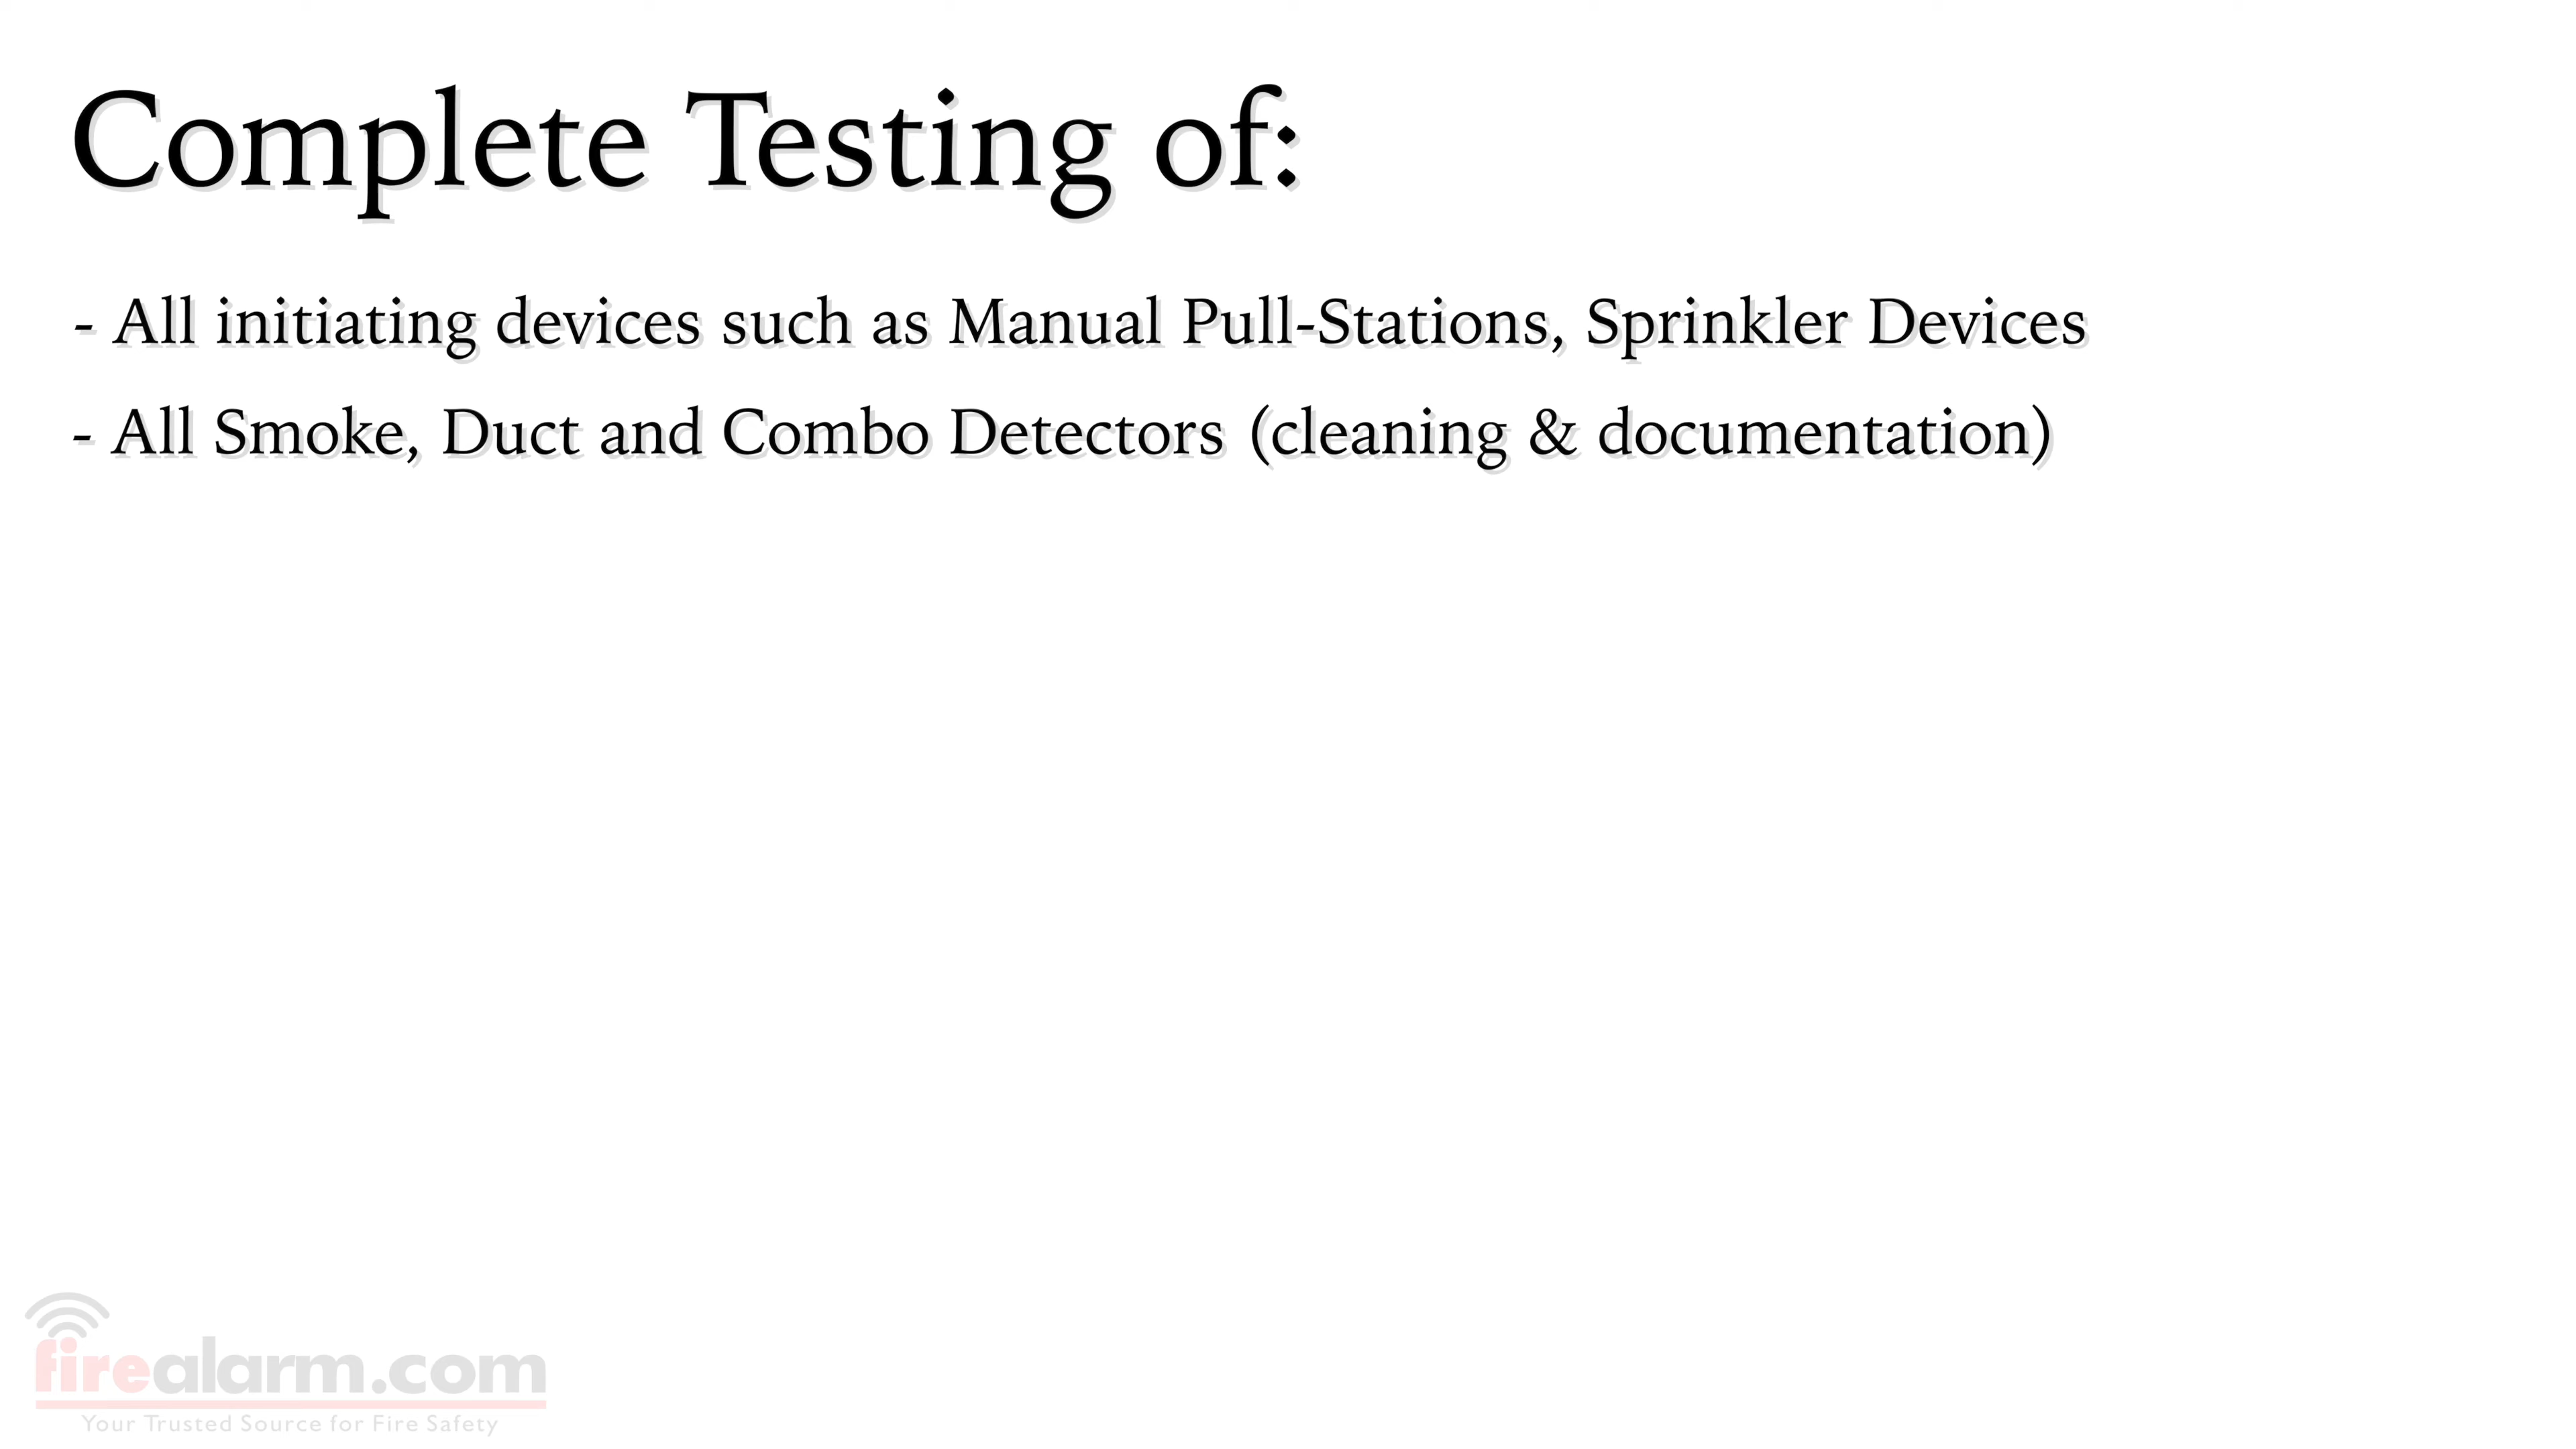 Complete Testing of:
- All initiating devices such as Manual Pull-Stations, Sprinkler Devices
- All Smoke, Duct and Combo Detectors (cleaning & documentation)
firealarm.com
Your Trusted Source for Fire Safety